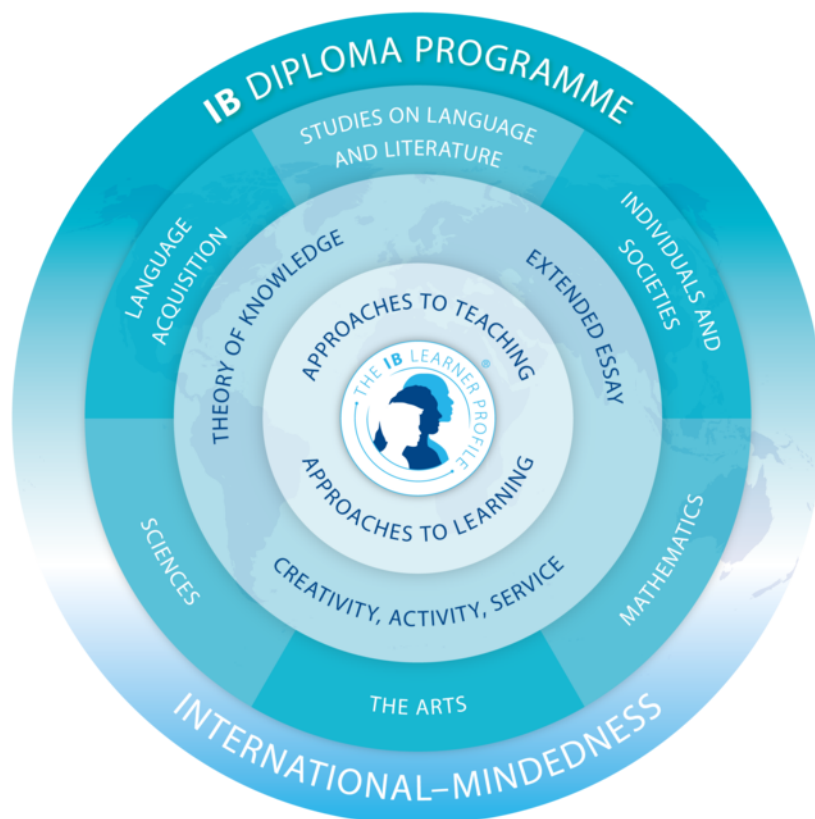 IB DIPLOMA PROGRAMME
STUDIES ON LANGUAGE
AND LITERATURE
LANGUAGE
ACQUISITION
INDIVIDUALS AND
SOCIETIES
THEORY OF KNOWLEDGE
EXTENDED ESSAY
APPROACHES TO TEACHING
THE IB LEARNER PROFILE
®
APPROACHES TO LEARNING
CREATIVITY, ACTIVITY, SERVICE
SCIENCES
MATHEMATICS
THE ARTS
INTERNATIONAL–MINDEDNESS